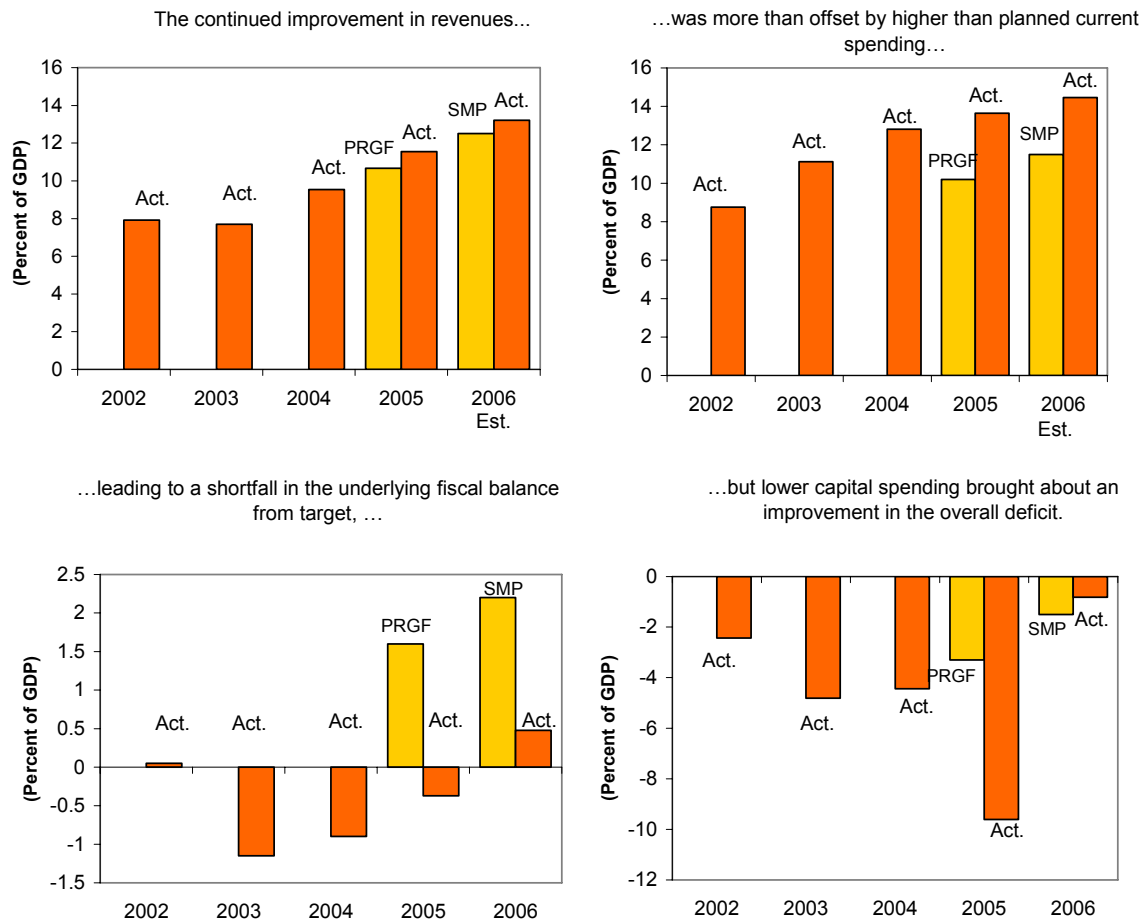 The continued improvement in revenues...
(Percent of GDP)
16
14
12
10
8
6
4
2
0
Act.
Act.
Act.
PRGF
Act.
SMP
Act.
2002
2003
2004
2005
2006
Est.
…was more than offset by higher than planned current
spending…
(Percent of GDP)
16
14
12
10
8
6
4
2
0
Act.
Act.
Act.
PRGF
Act.
SMP
Act.
2002
2003
2004
2005
2006
Est.
…leading to a shortfall in the underlying fiscal balance
from target, …
(Percent of GDP)
2.5
2
1.5
1
0.5
0
-0.5
-1
-1.5
Act.
Act.
Act.
PRGF
Act.
SMP
Act.
2002
2003
2004
2005
2006
…but lower capital spending brought about an
improvement in the overall deficit.
(Percent of GDP)
0
-2
-4
-6
-8
-10
-12
Act.
Act.
Act.
PRGF
Act.
SMP
Act.
2002
2003
2004
2005
2006